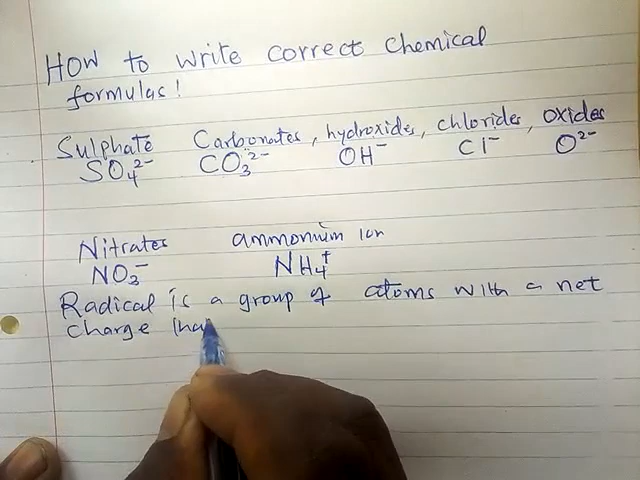 How to write correct chemical
formulas!
Sulphate Carbonates, hydroxides, chlorides, oxides
SO₄²⁻ CO₃²⁻ OH⁻ Cl⁻ O²⁻
Nitrates ammonium ion
NO₃⁻ NH₄⁺
Radical is a group of atoms with a net
charge